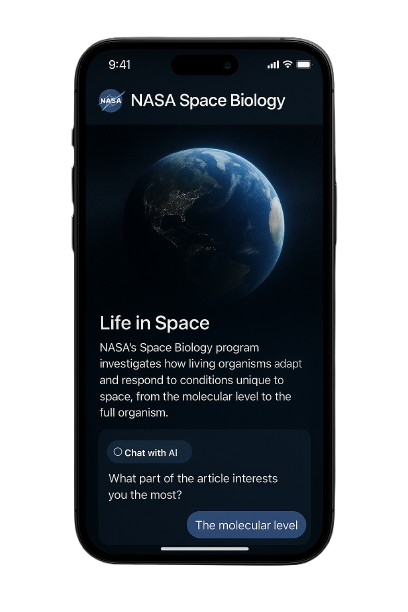 9:41
NASA
NASA Space Biology
Life in Space
NASA's Space Biology program
investigates how living organisms adapt
and respond to conditions unique to
space, from the molecular level to the
full organism.
Chat with AI
What part of the article interests
you the most?
The molecular level